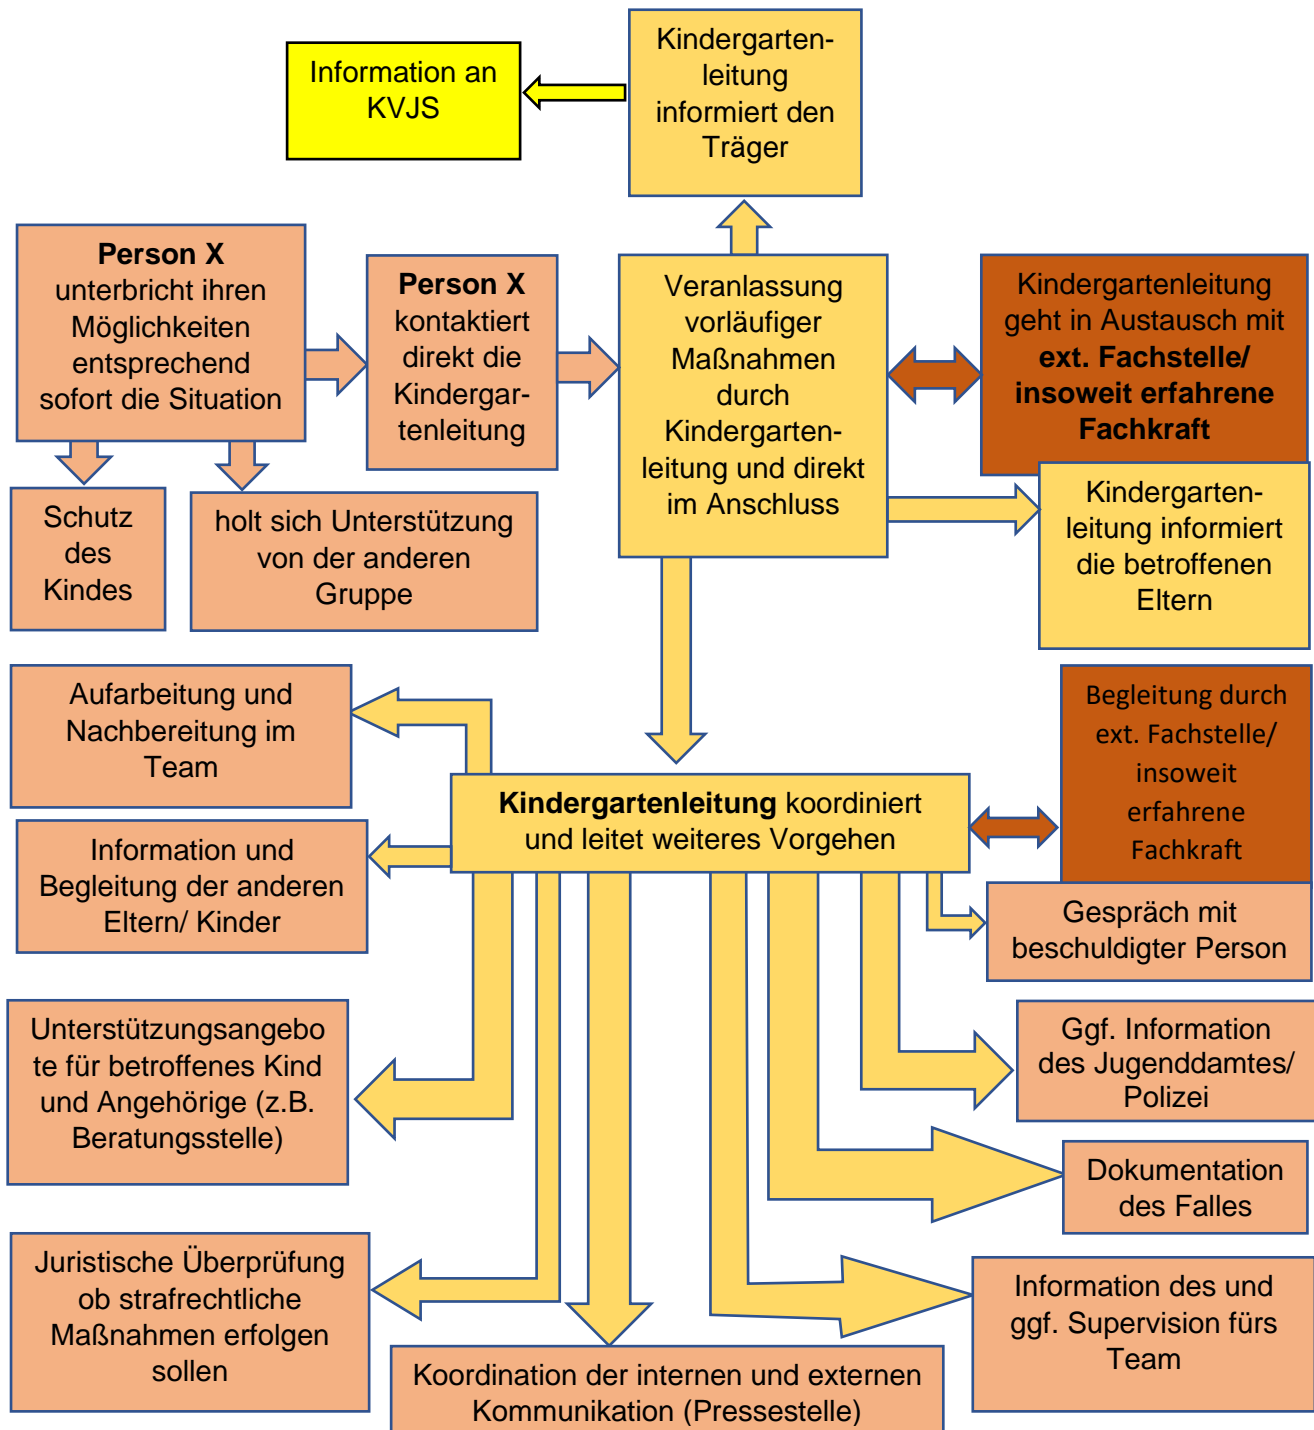 Kindergarten-
leitung
informiert den
Träger
Information an
KVJS
Person X
unterbricht ihren
Möglichkeiten
entsprechend
sofort die Situation
Person X
kontaktiert
direkt die
Kindergar-
tenleitung
Veranlassung
vorläufiger
Maßnahmen
durch
Kindergarten-
leitung und direkt
im Anschluss
Kindergartenleitung
geht in Austausch mit
ext. Fachstelle/
insoweit erfahrene
Fachkraft
Schutz
des
Kindes
holt sich Unterstützung
von der anderen
Gruppe
Kindergarten-
leitung informiert
die betroffenen
Eltern
Aufarbeitung und
Nachbereitung im
Team
Begleitung durch
ext. Fachstelle/
insoweit
erfahrene
Fachkraft
Kindergartenleitung koordiniert
und leitet weiteres Vorgehen
Information und
Begleitung der anderen
Eltern/ Kinder
Gespräch mit
beschuldigter Person
Unterstützungsangebo
te für betroffenes Kind
und Angehörige (z.B.
Beratungsstelle)
Ggf. Information
des Jugenddamtes/
Polizei
Dokumentation
des Falles
Juristische Überprüfung
ob strafrechtliche
Maßnahmen erfolgen
sollen
Information des und
ggf. Supervision fürs
Team
Koordination der internen und externen
Kommunikation (Pressestelle)